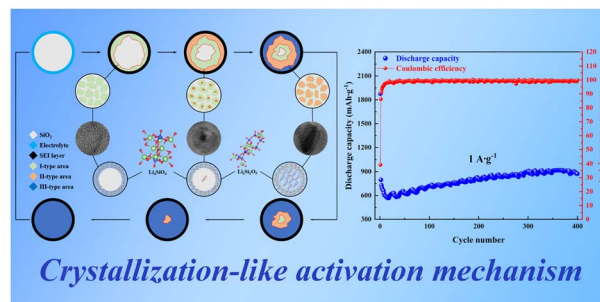 SiO₂
Electrolyte
SEI layer
I-type area
II-type area
III-type area
Li₄SiO₄
Li₂Si₂O₅
Discharge capacity (mAh·g⁻¹)
2400
2100
1800
1500
1200
900
600
300
Discharge capacity
Coulombic efficiency
1 A·g⁻¹
120
110
100
90
80
70
60
50
40
30
20
10
0
0
100
200
300
400
Cycle number
Crystallization-like activation mechanism